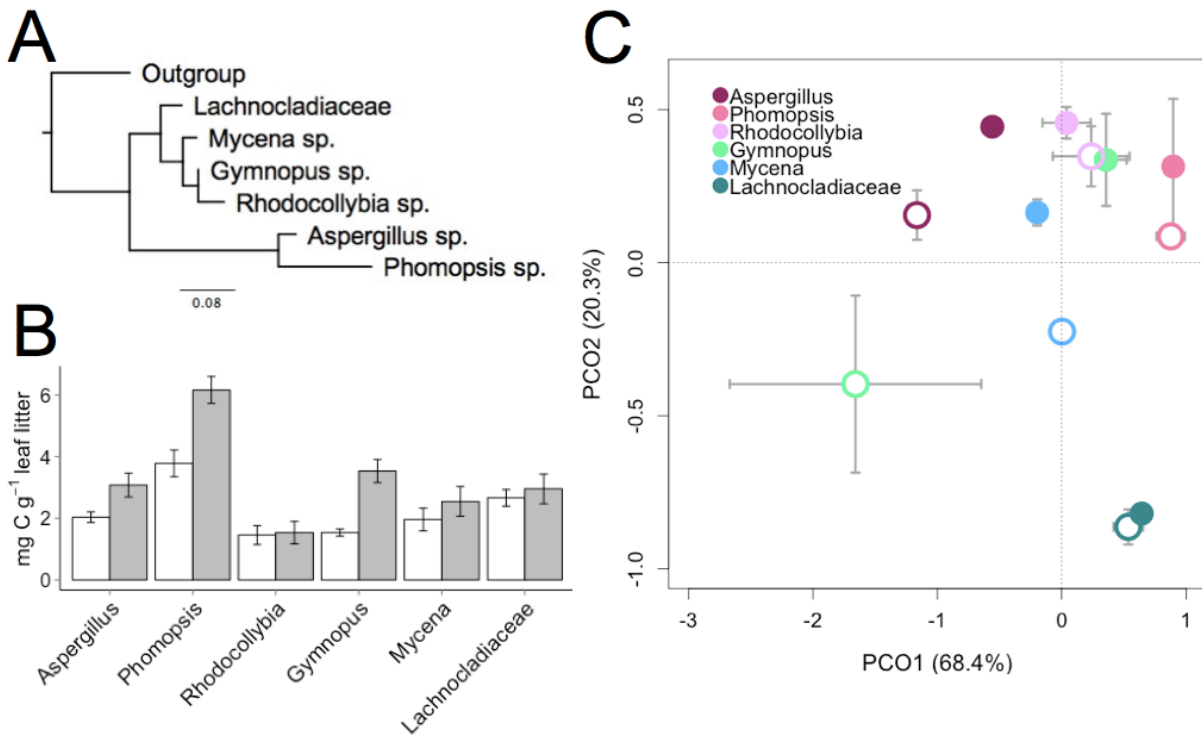 A
Outgroup
Lachnocladiaceae
Mycena sp.
Gymnopus sp.
Rhodocollybia sp.
Aspergillus sp.
Phomopsis sp.
0.08
B
mg C g⁻¹ leaf litter
6
4
2
0
Aspergillus
Phomopsis
Rhodocollybia
Gymnopus
Mycena
Lachnocladiaceae
C
Aspergillus
Phomopsis
Rhodocollybia
Gymnopus
Mycena
Lachnocladiaceae
PCO2 (20.3%)
0.5
0.0
-0.5
-1.0
-3 -2 -1 0 1
PCO1 (68.4%)